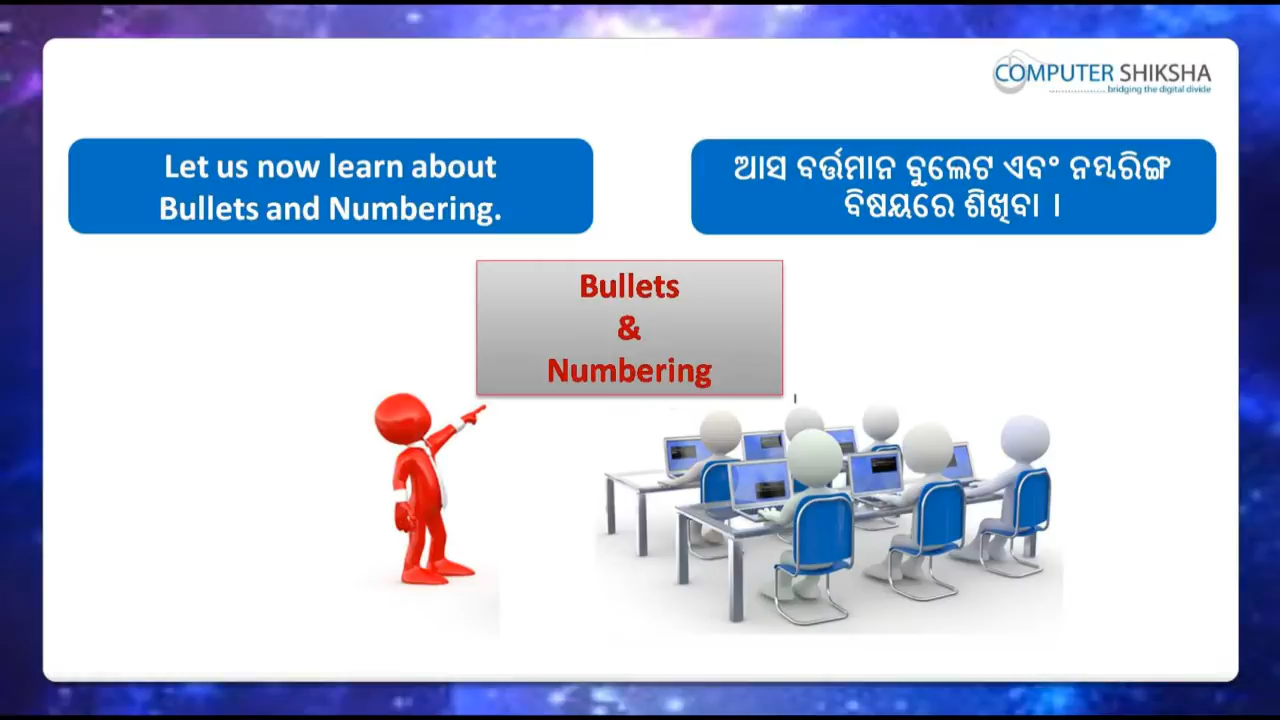 COMPUTER SHIKSHA
bridging the digital divide
Let us now learn about
Bullets and Numbering.
ଆସ ବର୍ତ୍ତମାନ ବୁଲେଟ ଏବଂ ନମ୍ବରିଙ୍ଗ
ବିଷୟରେ ଶିଖିବା ।
Bullets
&
Numbering